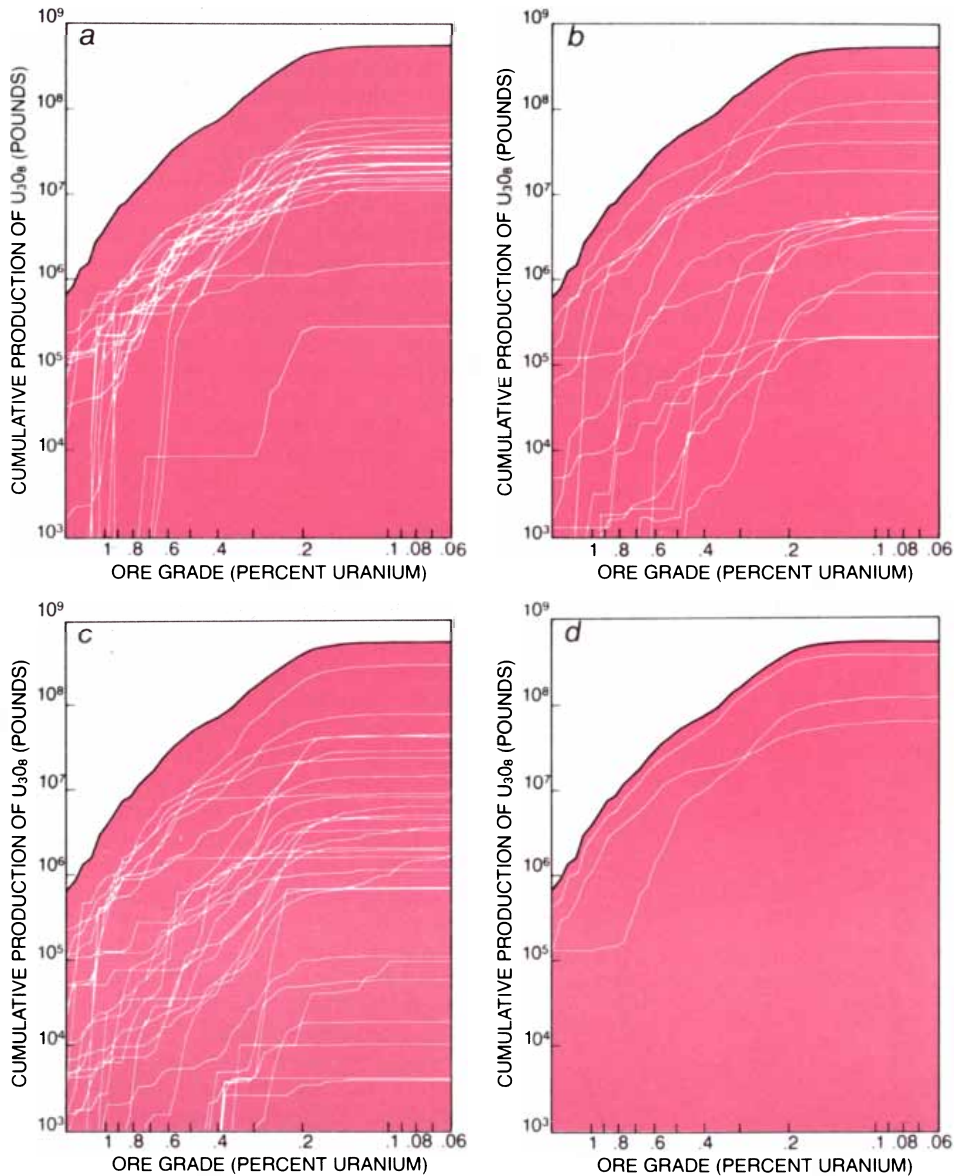 a
10⁹
10⁸
10⁷
10⁶
10⁵
10⁴
10³
CUMULATIVE PRODUCTION OF U₃0₈ (POUNDS)
1 .8 .6 .4 .2 .1 .08 .06
ORE GRADE (PERCENT URANIUM)
b
10⁹
10⁸
10⁷
10⁶
10⁵
10⁴
10³
CUMULATIVE PRODUCTION OF U₃0₈ (POUNDS)
1 .8 .6 .4 .2 .1 .08 .06
ORE GRADE (PERCENT URANIUM)
c
10⁹
10⁸
10⁷
10⁶
10⁵
10⁴
10³
CUMULATIVE PRODUCTION OF U₃0₈ (POUNDS)
1 .8 .6 .4 .2 .1 .08 .06
ORE GRADE (PERCENT URANIUM)
d
10⁹
10⁸
10⁷
10⁶
10⁵
10⁴
10³
CUMULATIVE PRODUCTION OF U₃0₈ (POUNDS)
1 .8 .6 .4 .2 .1 .08 .06
ORE GRADE (PERCENT URANIUM)